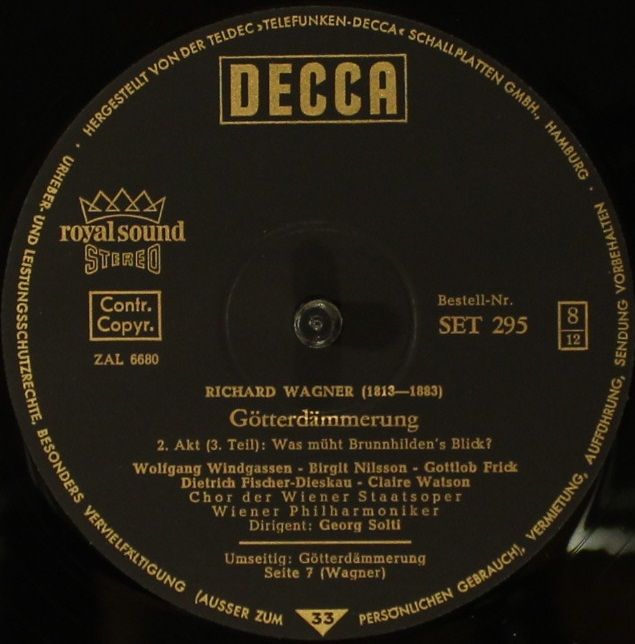 HERGESTELLT VON DER TELDEC »TELEFUNKEN-DECCA« SCHALLPLATTEN GMBH., HAMBURG ·
URHEBER- UND LEISTUNGSSCHUTZRECHTE, BESONDERS VERVIELFÄLTIGUNG (AUSSER ZUM PERSÖNLICHEN GEBRAUCH), VERMIETUNG, AUFFÜHRUNG, SENDUNG VORBEHALTEN ·
DECCA
royal sound
STEREO
Contr.
Copyr.
ZAL 6680
Bestell-Nr.
SET 295
8
12
RICHARD WAGNER (1813—1883)
Götterdämmerung
2. Akt (3. Teil): Was müht Brunnhilden's Blick?
Wolfgang Windgassen - Birgit Nilsson - Gottlob Frick
Dietrich Fischer-Dieskau - Claire Watson
Chor der Wiener Staatsoper
Wiener Philharmoniker
Dirigent: Georg Solti
Umseitig: Götterdämmerung
Seite 7 (Wagner)
33